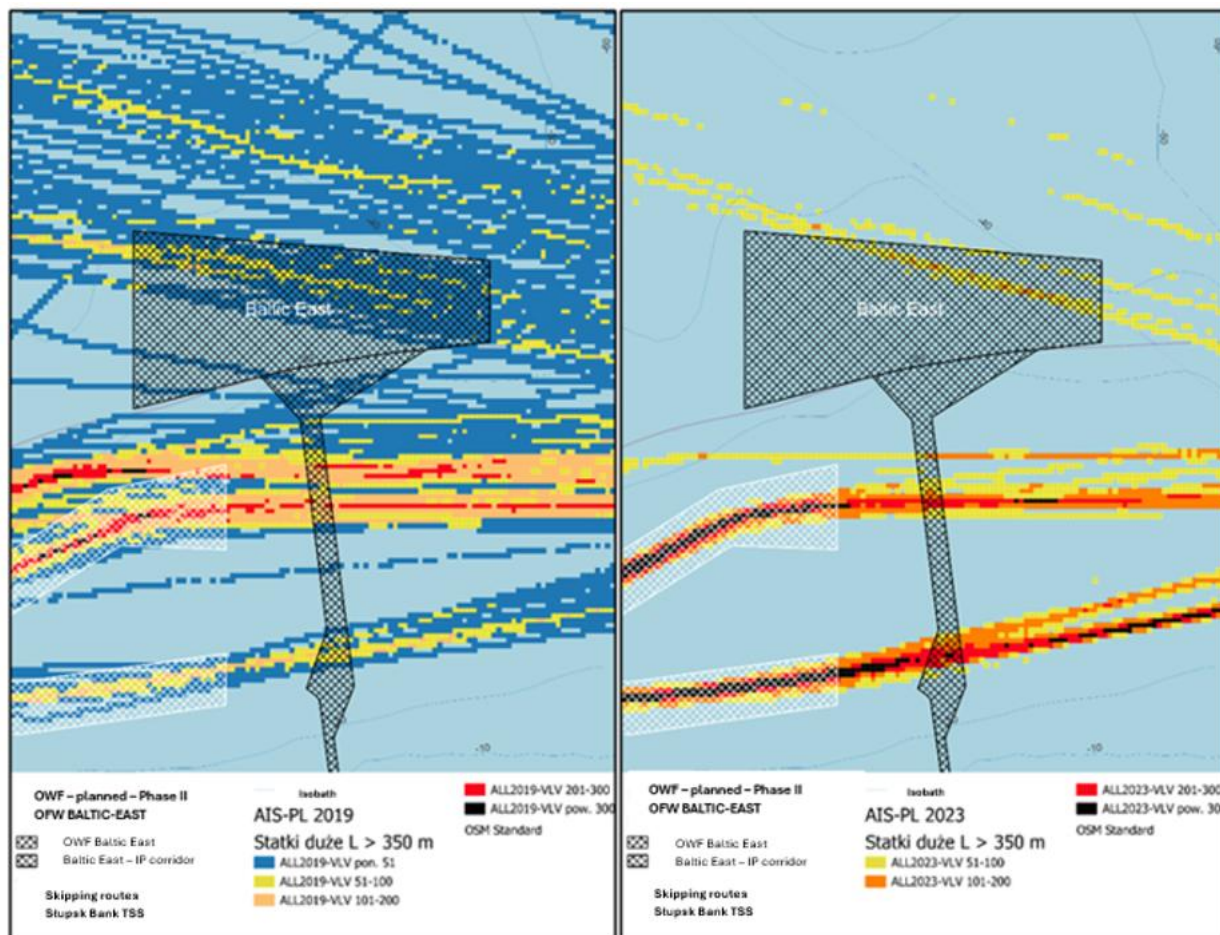 Baltic East
-40
-10
OWF – planned – Phase II
OFW BALTIC-EAST
OWF Baltic East
Baltic East – IP corridor
Skipping routes
Stupsk Bank TSS
Isobath
AIS-PL 2019
Statki duże L > 350 m
ALL2019-VLV pon. 51
ALL2019-VLV 51-100
ALL2019-VLV 101-200
ALL2019-VLV 201-300
ALL2019-VLV pow. 300
OSM Standard
Baltic East
-40
-10
OWF – planned – Phase II
OFW BALTIC-EAST
OWF Baltic East
Baltic East – IP corridor
Skipping routes
Stupsk Bank TSS
Isobath
AIS-PL 2023
Statki duże L > 350 m
ALL2023-VLV 51-100
ALL2023-VLV 101-200
ALL2023-VLV 201-300
ALL2023-VLV pow. 300
OSM Standard